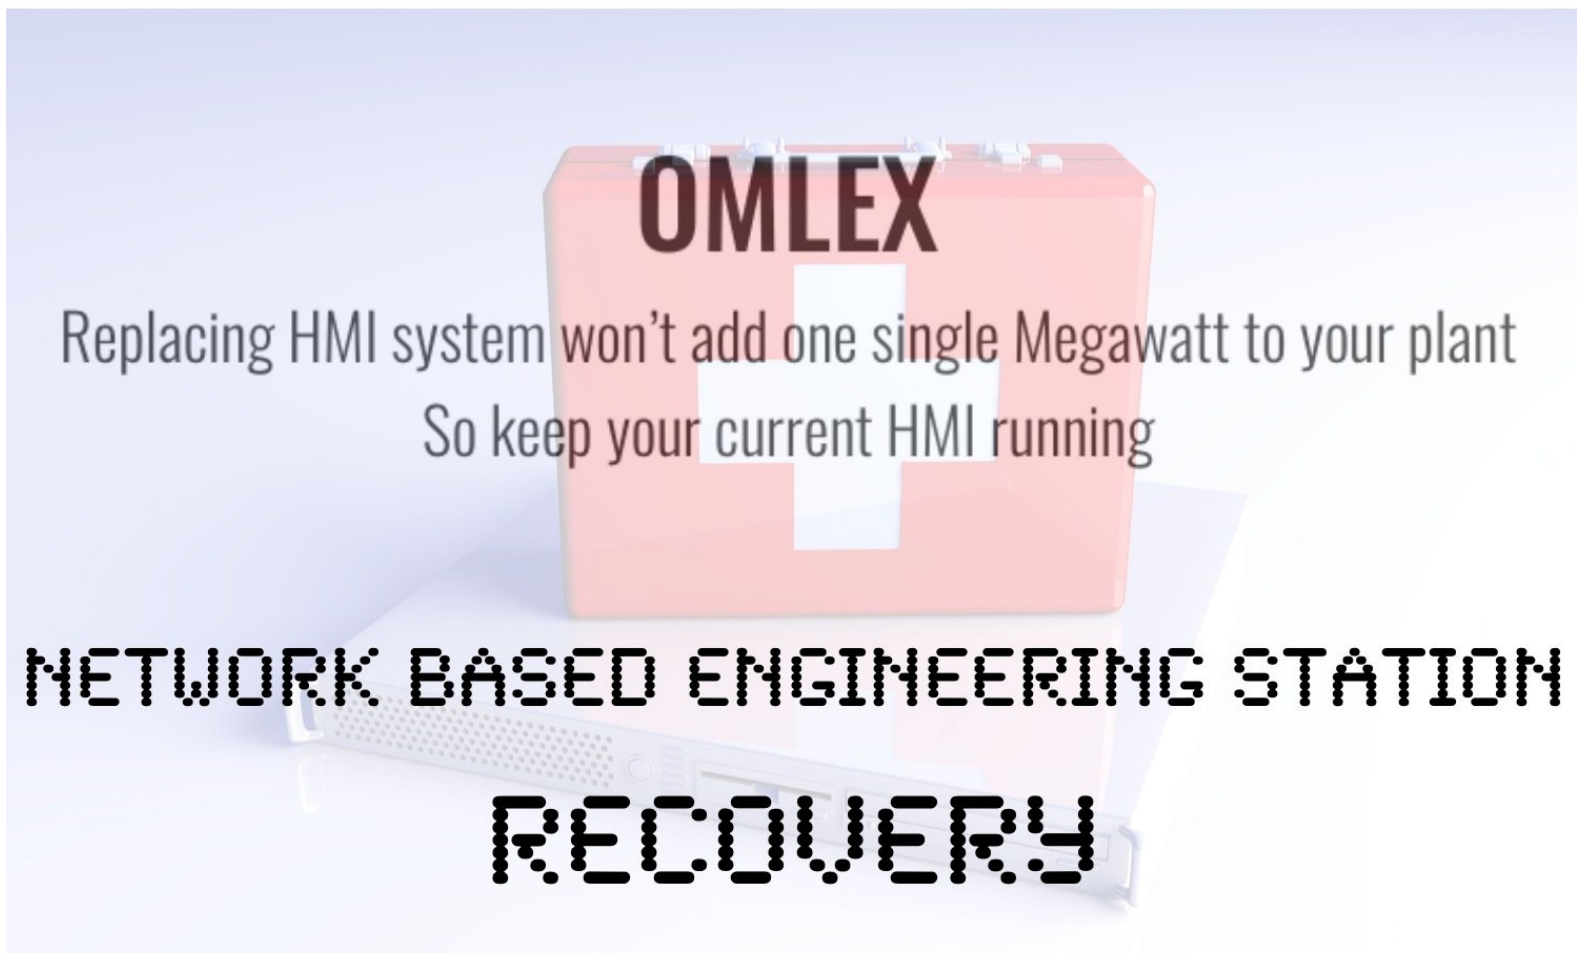 OMLEX
Replacing HMI system won't add one single Megawatt to your plant
So keep your current HMI running
NETWORK BASED ENGINEERING STATION
RECOVERY